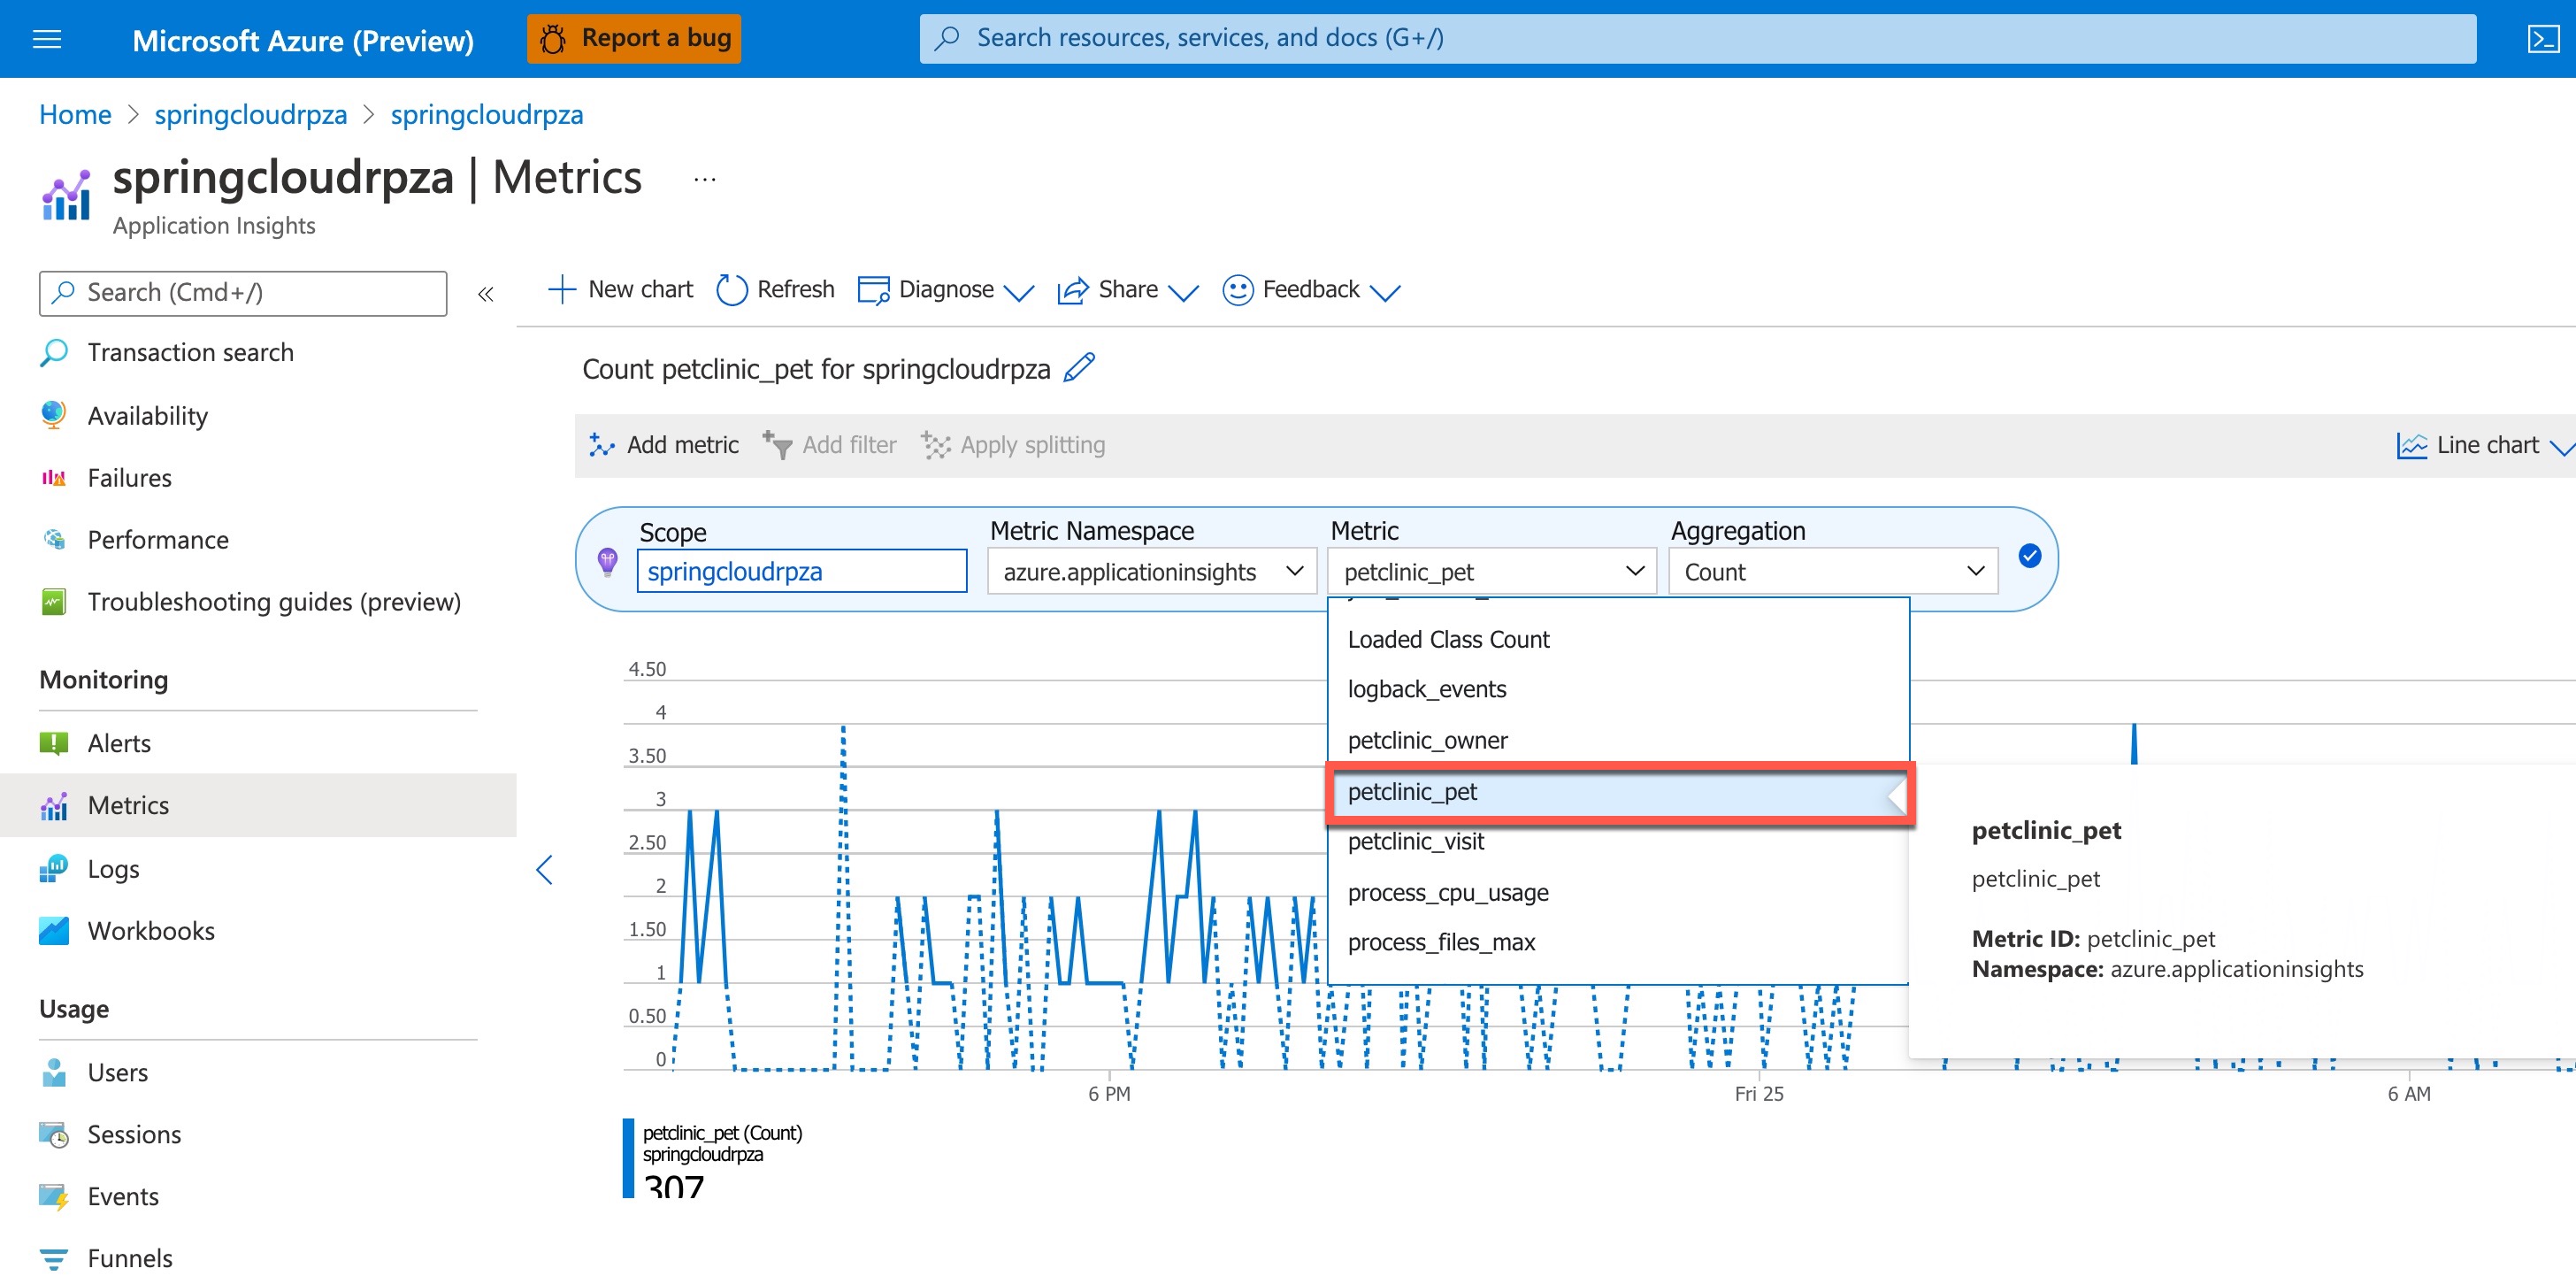 Microsoft Azure (Preview)
Report a bug
Search resources, services, and docs (G+/)
Home > springcloudrpza > springcloudrpza
springcloudrpza | Metrics ...
Application Insights
Search (Cmd+/)
«
New chart
Refresh
Diagnose
Share
Feedback
Transaction search
Availability
Failures
Performance
Troubleshooting guides (preview)
Monitoring
Alerts
Metrics
Logs
Workbooks
Usage
Users
Sessions
Events
Funnels
Count petclinic_pet for springcloudrpza
Add metric
Add filter
Apply splitting
Line chart
Scope
springcloudrpza
Metric Namespace
azure.applicationinsights
Metric
petclinic_pet
Aggregation
Count
Loaded Class Count
logback_events
petclinic_owner
petclinic_pet
petclinic_visit
process_cpu_usage
process_files_max
petclinic_pet
petclinic_pet
Metric ID: petclinic_pet
Namespace: azure.applicationinsights
4.50
4
3.50
3
2.50
2
1.50
1
0.50
0
6 PM
Fri 25
6 AM
petclinic_pet (Count)
springcloudrpza
307